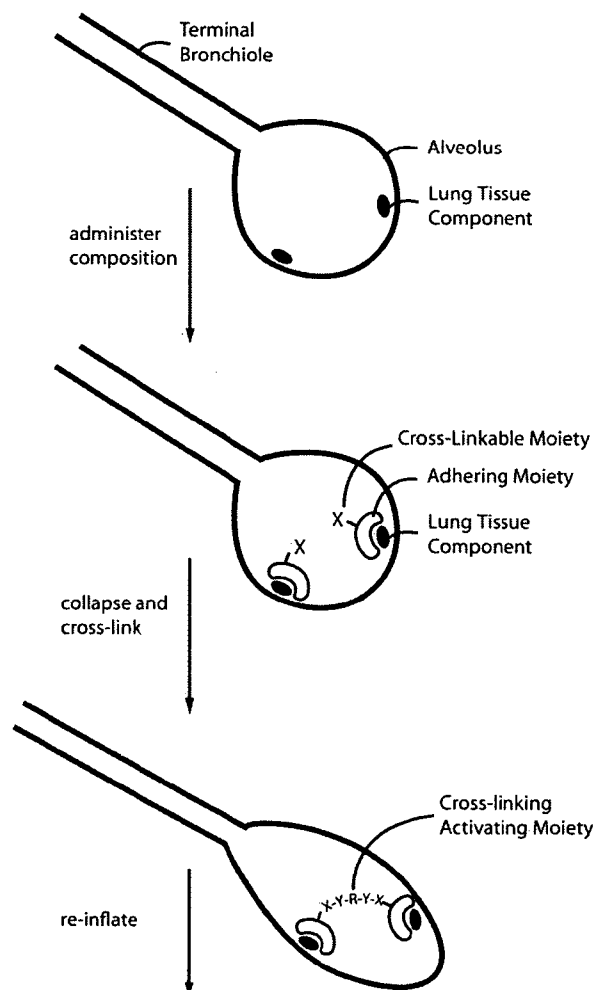 Terminal
Bronchiole
Alveolus
Lung Tissue
Component
administer
composition
Cross-Linkable Moiety
Adhering Moiety
X
Lung Tissue
Component
X
collapse and
cross-link
Cross-linking
Activating Moiety
X-Y-R-Y-X
re-inflate